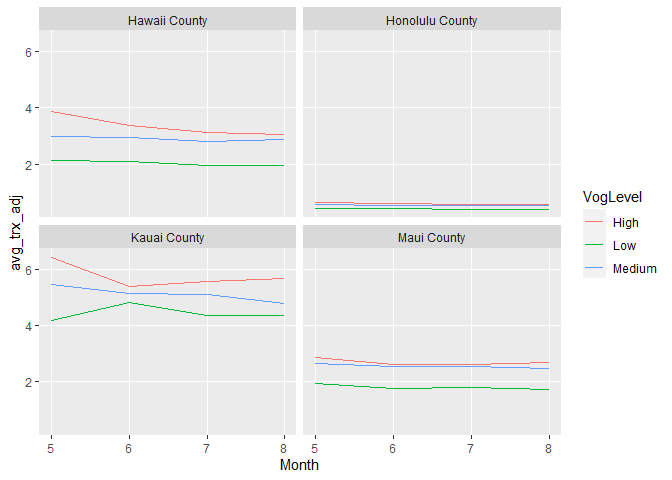 Hawaii County
Honolulu County
6
4
2
Kauai County
Maui County
6
4
2
5
6
7
8
5
6
7
8
Month
avg_trx_adj
VogLevel
High
Low
Medium